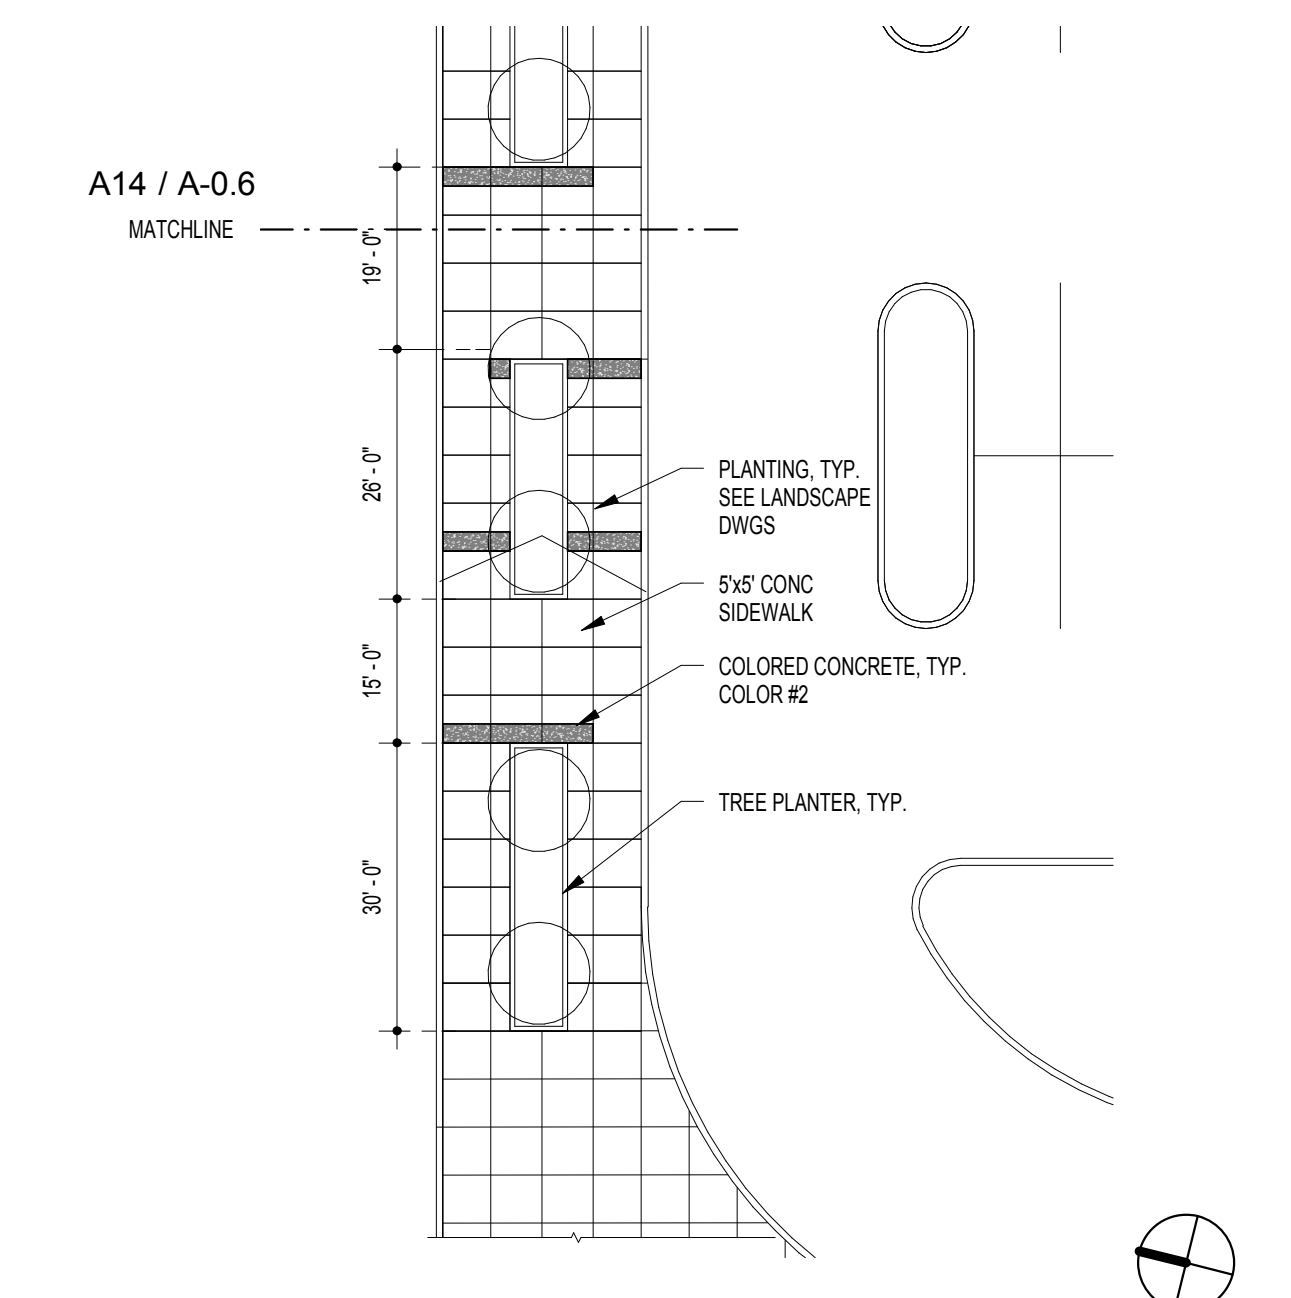 A14 / A-0.6
MATCHLINE
19' - 0"
26' - 0"
PLANTING, TYP.
SEE LANDSCAPE
DWGS
5'x5' CONC
SIDEWALK
15' - 0"
COLORED CONCRETE, TYP.
COLOR #2
TREE PLANTER, TYP.
30' - 0"